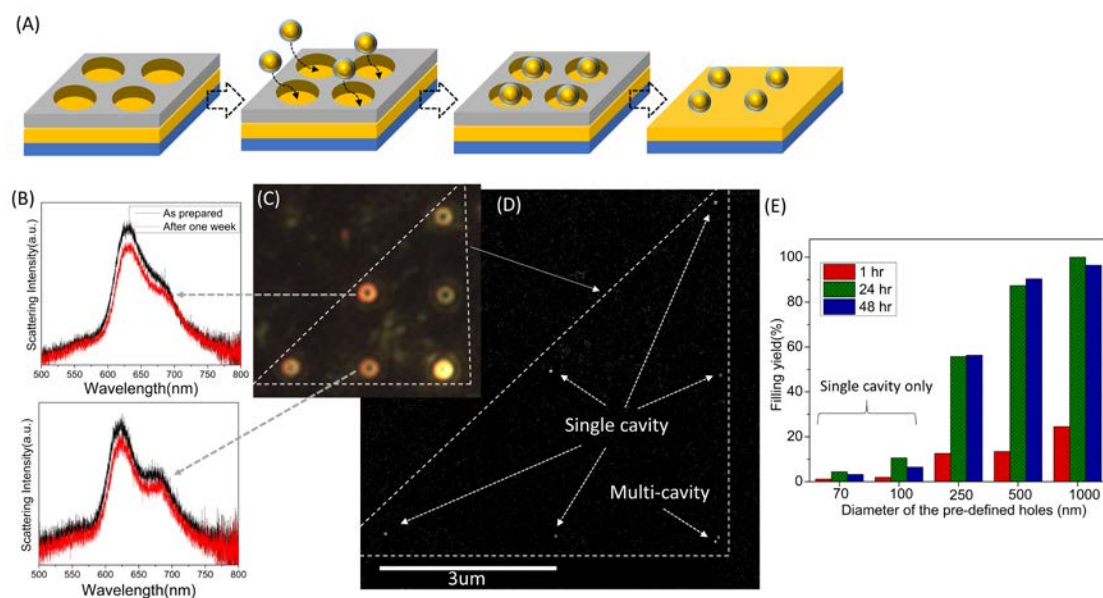 (A)
(B)
Scattering Intensity(a.u.)
As prepared
After one week
500 550 600 650 700 750 800
Wavelength(nm)
Scattering Intensity(a.u.)
500 550 600 650 700 750 800
Wavelength(nm)
(C)
(D)
Single cavity
Multi-cavity
3um
(E)
Filling yield(%)
100
80
60
40
20
0
1 hr
24 hr
48 hr
Single cavity only
70 100 250 500 1000
Diameter of the pre-defined holes (nm)